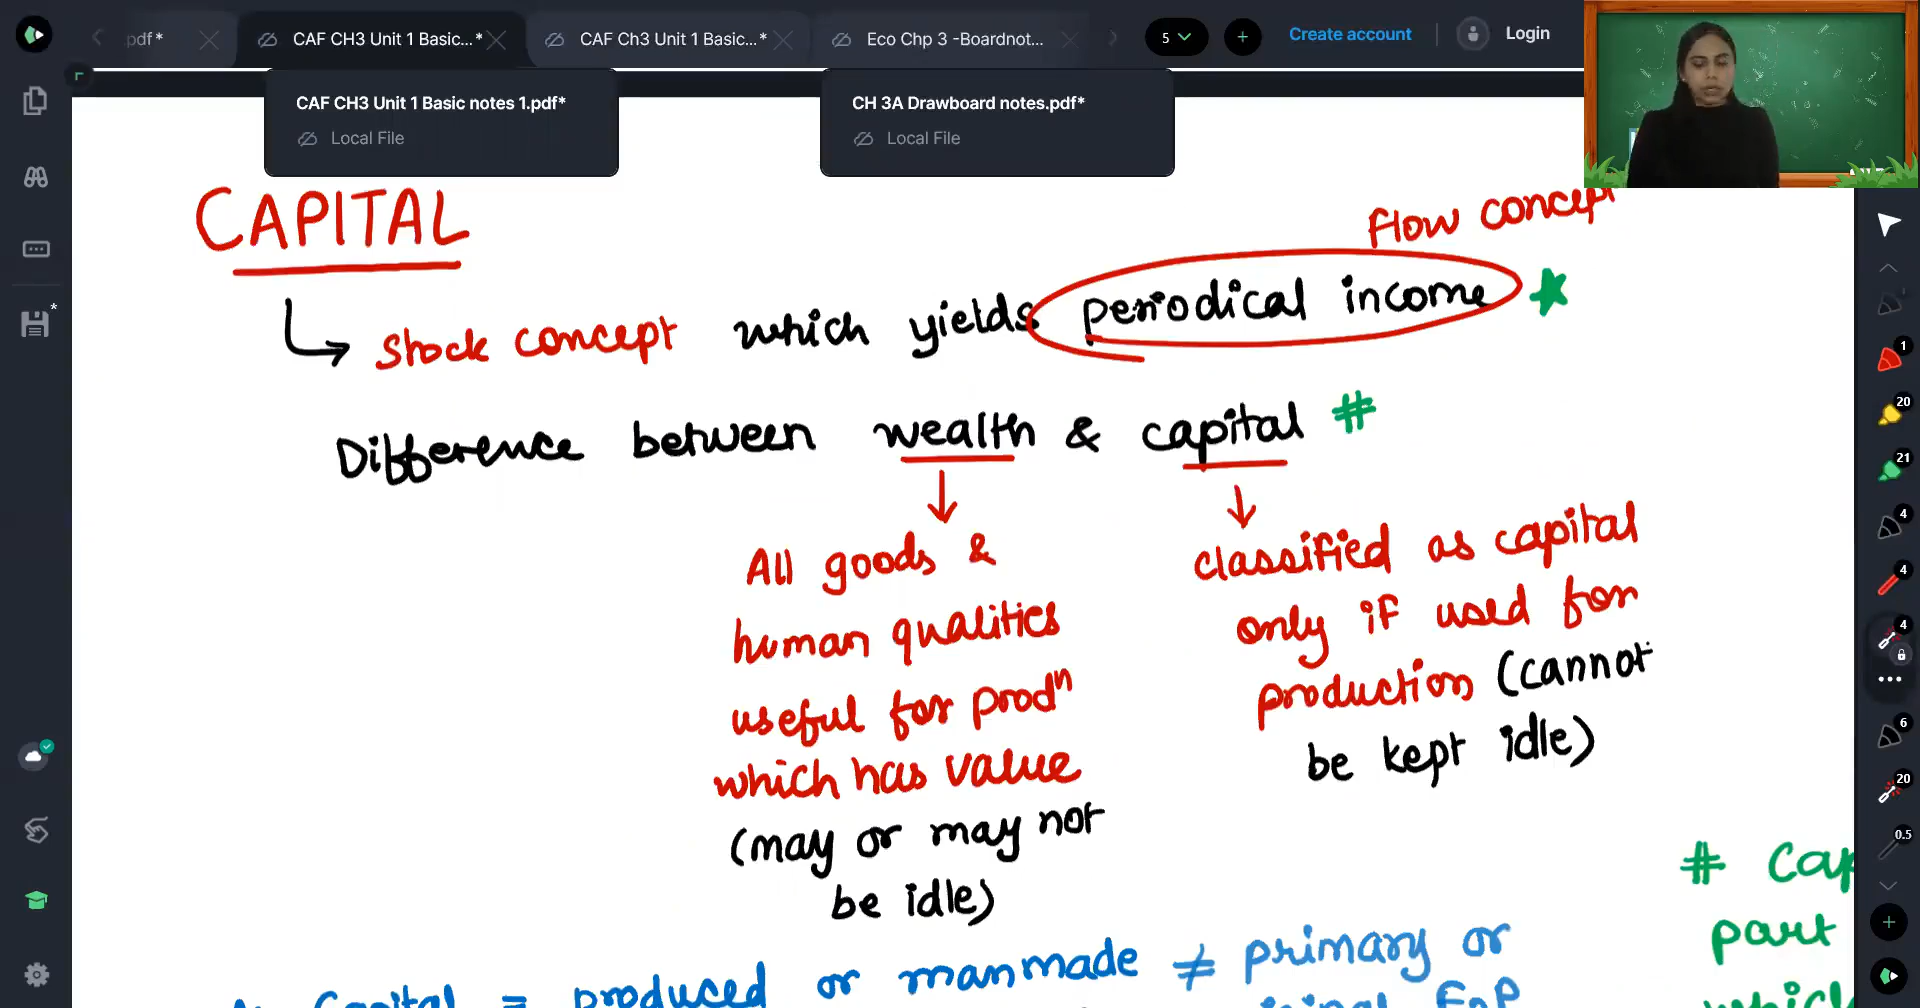 .pdf *
CAF CH3 Unit 1 Basic...*
CAF Ch3 Unit 1 Basic...*
Eco Chp 3 -Boardnot...
5
Create account
Login
CAF CH3 Unit 1 Basic notes 1.pdf*
Local File
CH 3A Drawboard notes.pdf*
Local File
CAPITAL
flow concept
stock concept which yields periodical income
Difference between wealth & capital #
All goods &
human qualities
useful for prodⁿ
which has value
(may or may not
be idle)
classified as capital
only if used for
production (cannot
be kept idle)
# Cap
part
which
Capital = produced or manmade ≠ primary or
FOP
1
20
21
4
4
4
6
20
0.5